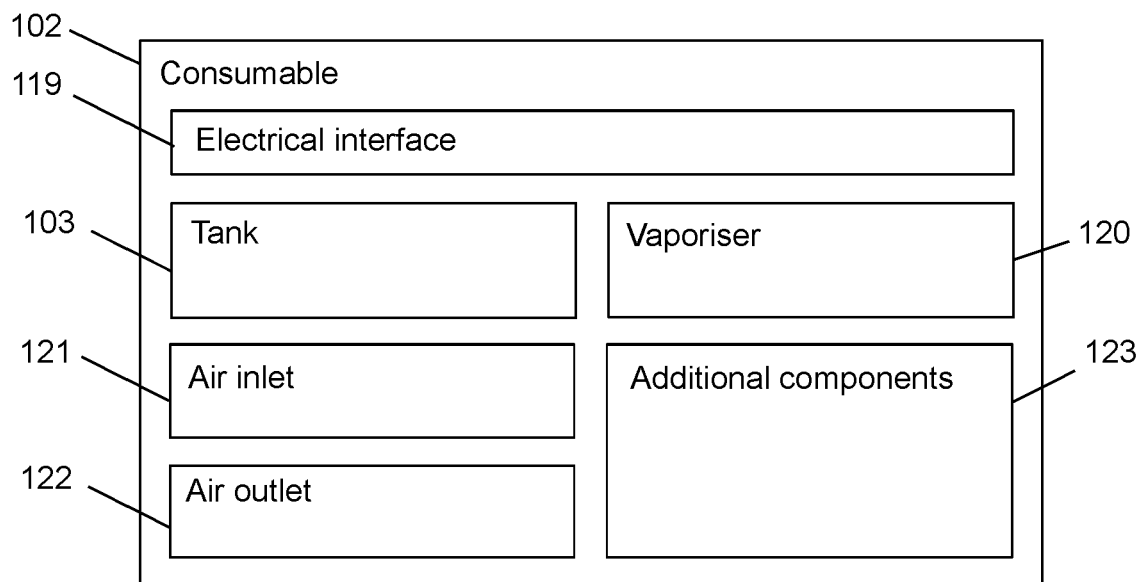 102
Consumable
119
Electrical interface
103
Tank
Vaporiser
120
121
Air inlet
Additional components
123
122
Air outlet